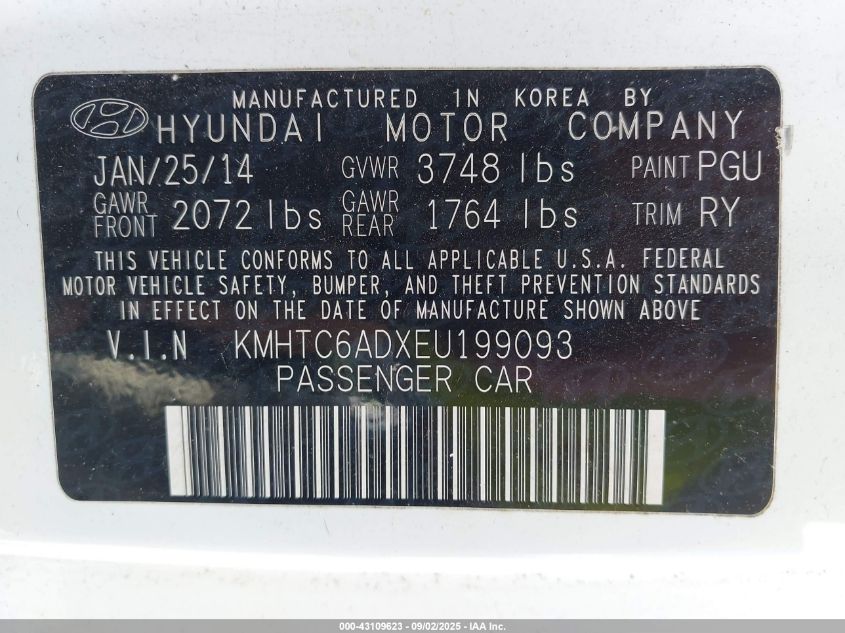 MANUFACTURED IN KOREA BY
HYUNDAI MOTOR COMPANY
JAN/25/14 GVWR 3748 lbs PAINT PGU
GAWR FRONT 2072 lbs GAWR REAR 1764 lbs TRIM RY
THIS VEHICLE CONFORMS TO ALL APPLICABLE U.S.A. FEDERAL
MOTOR VEHICLE SAFETY, BUMPER, AND THEFT PREVENTION STANDARDS
IN EFFECT ON THE DATE OF MANUFACTURE SHOWN ABOVE
V.I.N KMHTC6ADXEU199093
PASSENGER CAR
000-43109623 - 09/02/2025 - IAA Inc.